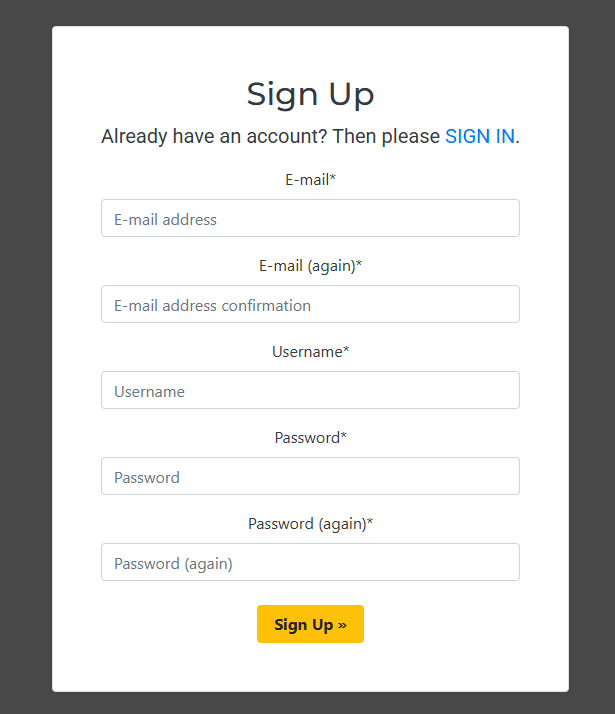 Sign Up
Already have an account? Then please SIGN IN.
E-mail*
E-mail address
E-mail (again)*
E-mail address confirmation
Username*
Username
Password*
Password
Password (again)*
Password (again)
Sign Up »